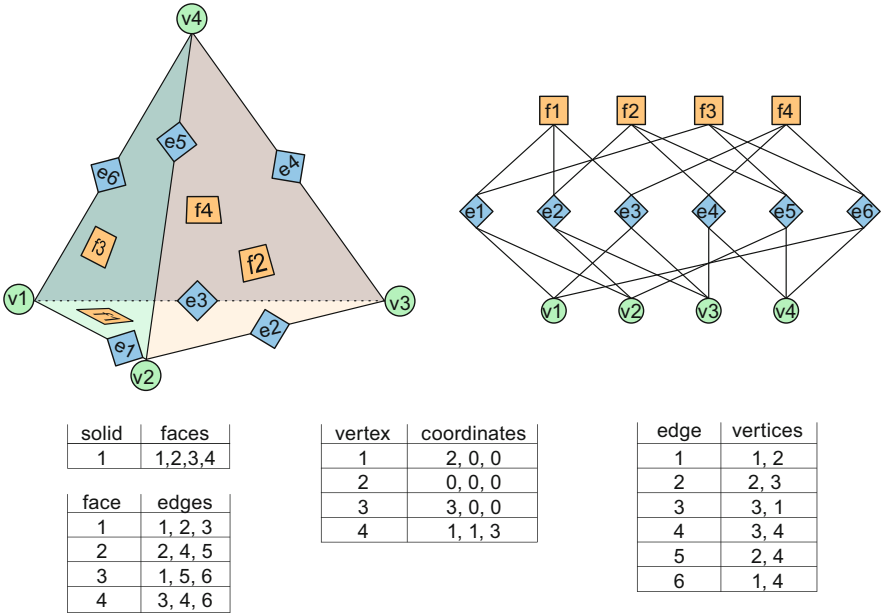 v4
e5
e6
e4
f4
f3
f2
v1
e3
v3
f1
e2
e1
v2
f1 f2 f3 f4
e1 e2 e3 e4 e5 e6
v1 v2 v3 v4
solid faces
1 1,2,3,4
face edges
1 1, 2, 3
2 2, 4, 5
3 1, 5, 6
4 3, 4, 6
vertex coordinates
1 2, 0, 0
2 0, 0, 0
3 3, 0, 0
4 1, 1, 3
edge vertices
1 1, 2
2 2, 3
3 3, 1
4 3, 4
5 2, 4
6 1, 4